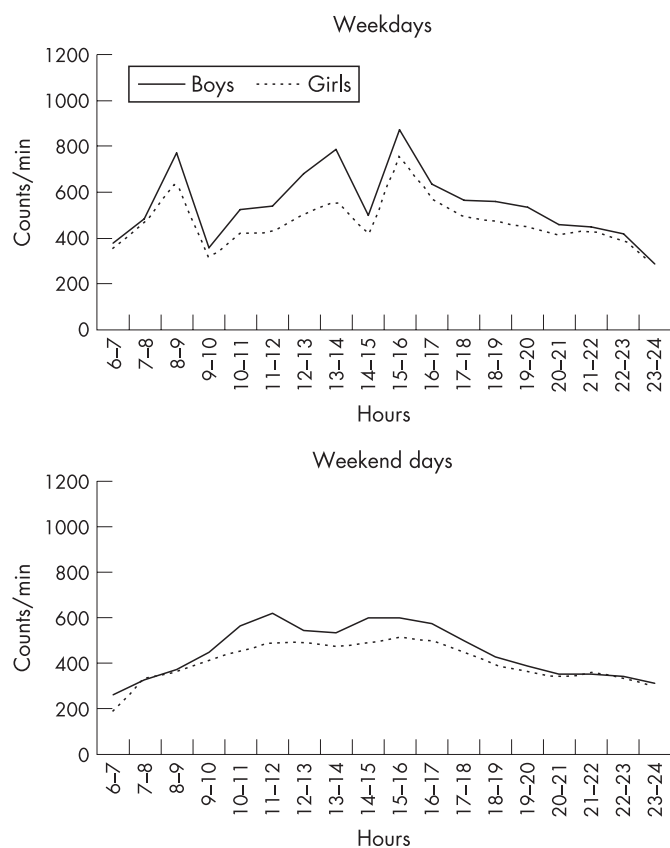 Weekdays
1200
1000
800
600
400
200
0
Counts/min
Boys Girls
6–7 7–8 8–9 9–10 10–11 11–12 12–13 13–14 14–15 15–16 16–17 17–18 18–19 19–20 20–21 21–22 22–23 23–24
Hours
Weekend days
1200
1000
800
600
400
200
0
Counts/min
6–7 7–8 8–9 9–10 10–11 11–12 12–13 13–14 14–15 15–16 16–17 17–18 18–19 19–20 20–21 21–22 22–23 23–24
Hours